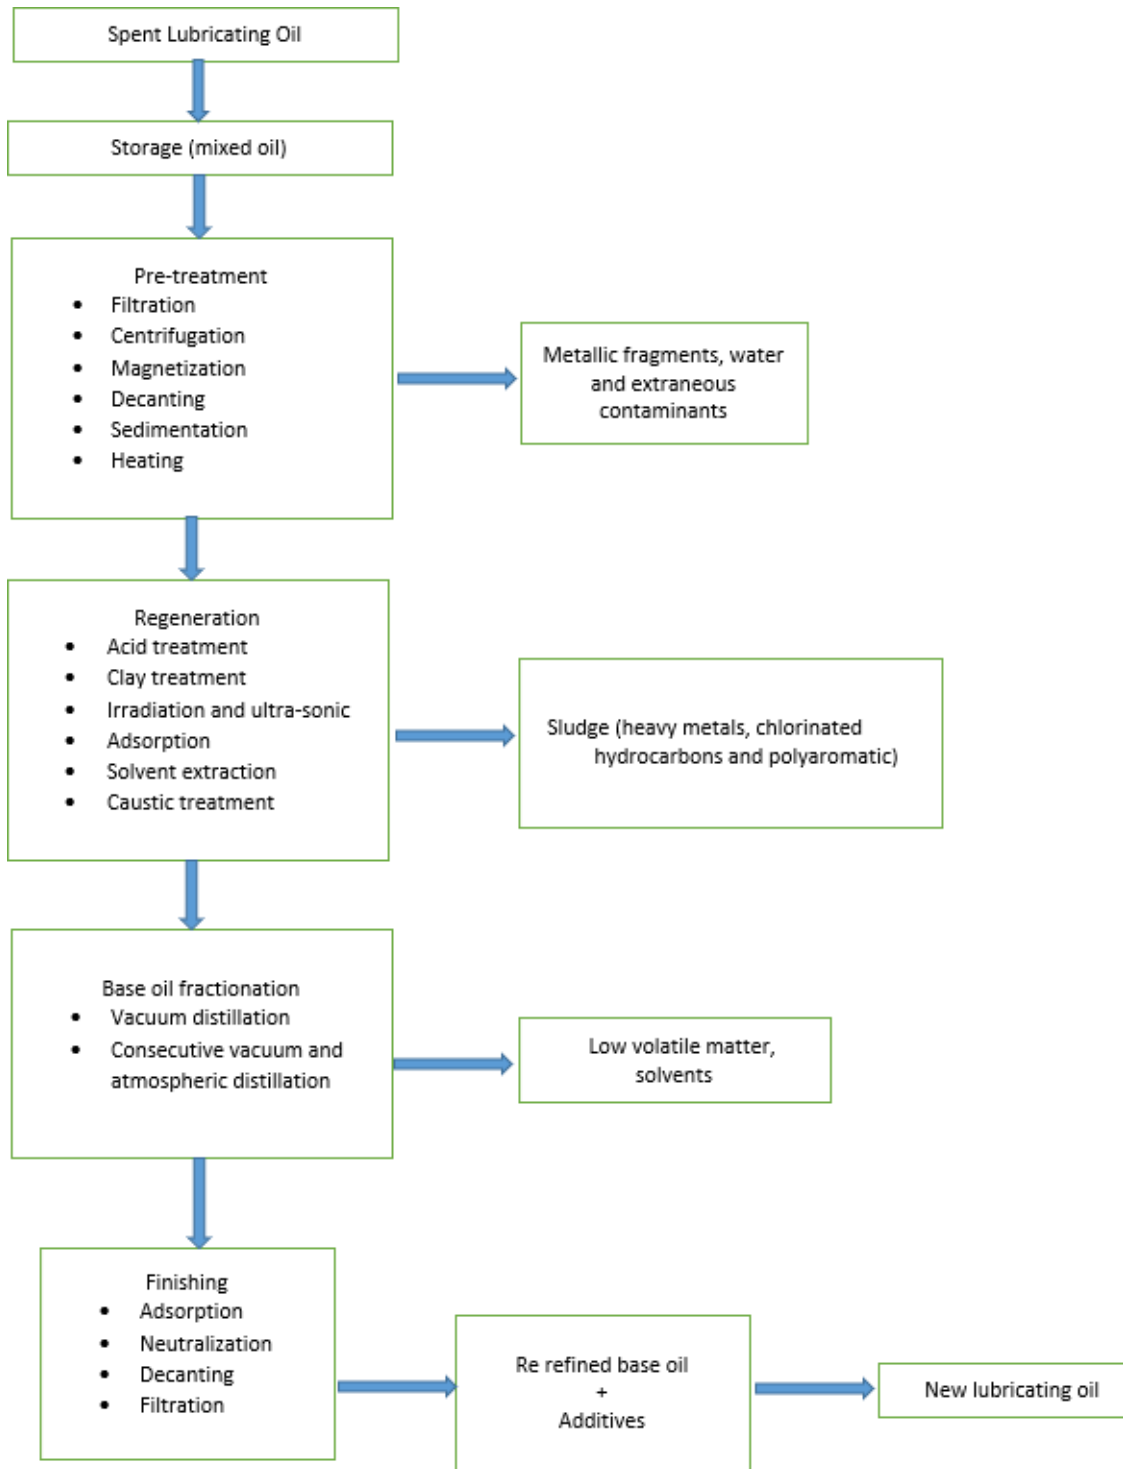 Spent Lubricating Oil
Storage (mixed oil)
Pre-treatment
• Filtration
• Centrifugation
• Magnetization
• Decanting
• Sedimentation
• Heating
Metallic fragments, water
and extraneous
contaminants
Regeneration
• Acid treatment
• Clay treatment
• Irradiation and ultra-sonic
• Adsorption
• Solvent extraction
• Caustic treatment
Sludge (heavy metals, chlorinated
hydrocarbons and polyaromatic)
Base oil fractionation
• Vacuum distillation
• Consecutive vacuum and
atmospheric distillation
Low volatile matter,
solvents
Finishing
• Adsorption
• Neutralization
• Decanting
• Filtration
Re refined base oil
+
Additives
New lubricating oil